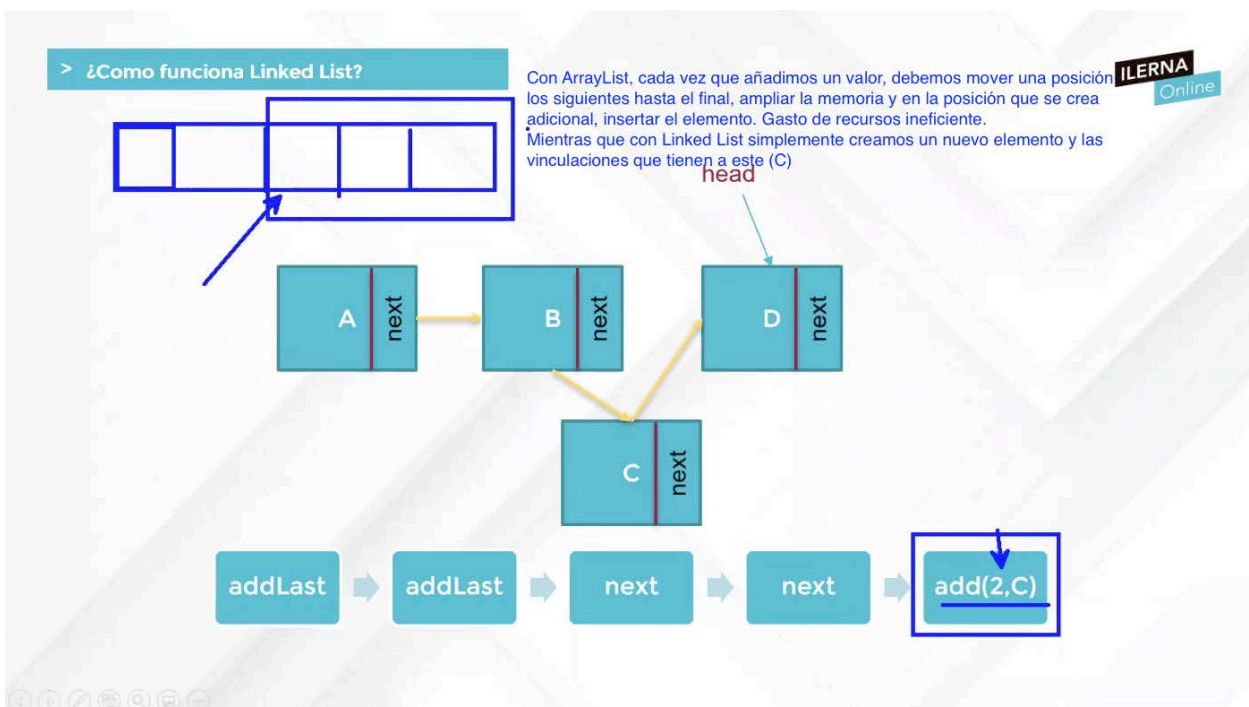 > ¿Como funciona Linked List?
Con ArrayList, cada vez que añadimos un valor, debemos mover una posición
los siguientes hasta el final, ampliar la memoria y en la posición que se crea
adicional, insertar el elemento. Gasto de recursos ineficiente.
Mientras que con Linked List simplemente creamos un nuevo elemento y las
vinculaciones que tienen a este (C)
ILERNA
Online
head
A
next
B
next
D
next
C
next
addLast
addLast
next
next
add(2,C)